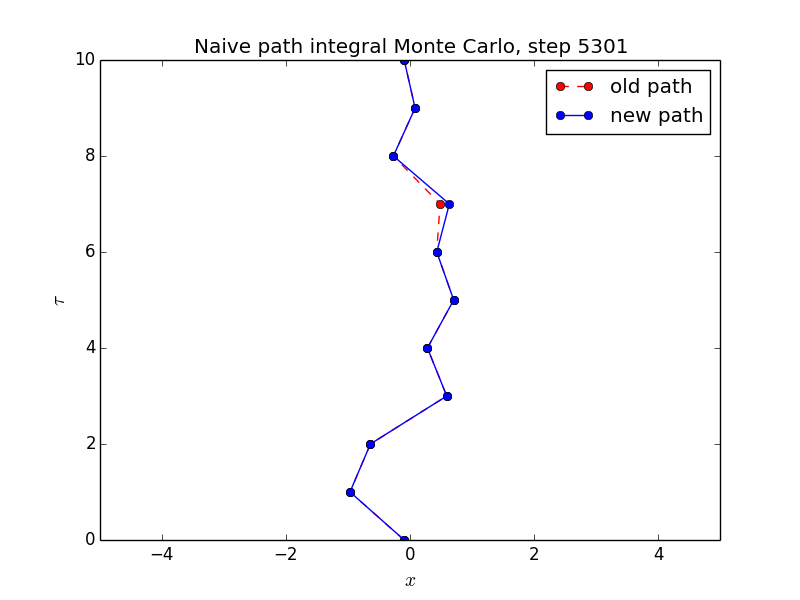 Naive path integral Monte Carlo, step 5301
old path
new path
10
8
6
4
2
0
τ
−4 −2 0 2 4
x